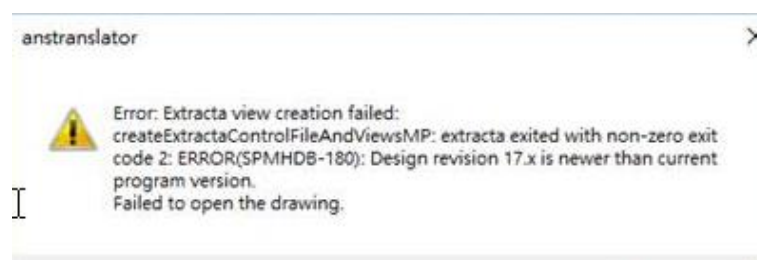 anstranslator
Error: Extracta view creation failed:
createExtractaControlFileAndViewsMP: extracta exited with non-zero exit
code 2: ERROR(SPMHDB-180): Design revision 17.x is newer than current
program version.
Failed to open the drawing.